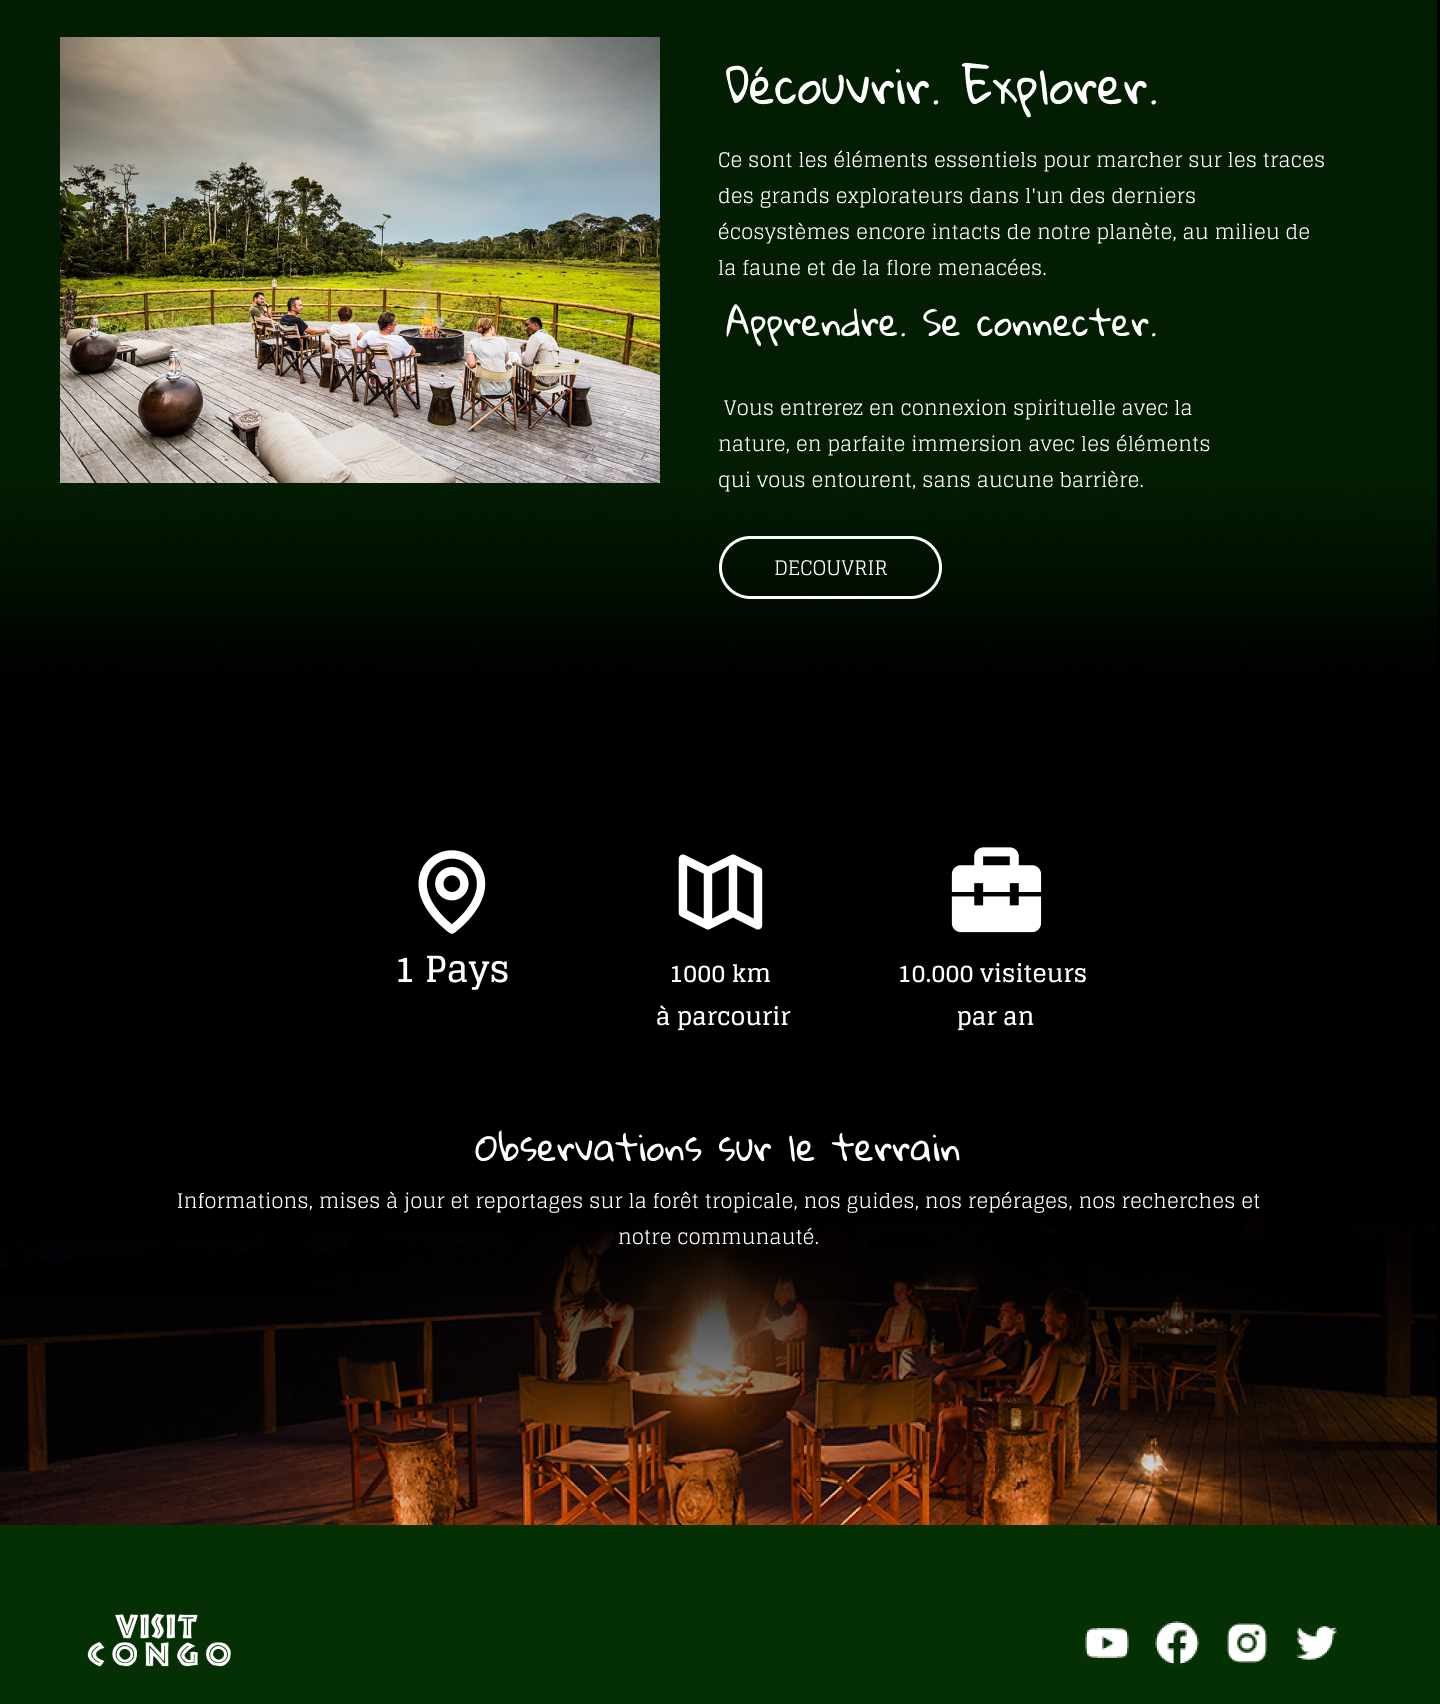 Découvrir. Explorer.
Ce sont les éléments essentiels pour marcher sur les traces
des grands explorateurs dans l'un des derniers
écosystèmes encore intacts de notre planète, au milieu de
la faune et de la flore menacées.
Apprendre. Se connecter.
Vous entrerez en connexion spirituelle avec la
nature, en parfaite immersion avec les éléments
qui vous entourent, sans aucune barrière.
DECOUVRIR
1 Pays
1000 km
à parcourir
10.000 visiteurs
par an
Observations sur le terrain
Informations, mises à jour et reportages sur la forêt tropicale, nos guides, nos repérages, nos recherches et
notre communauté.
VISIT
CONGO